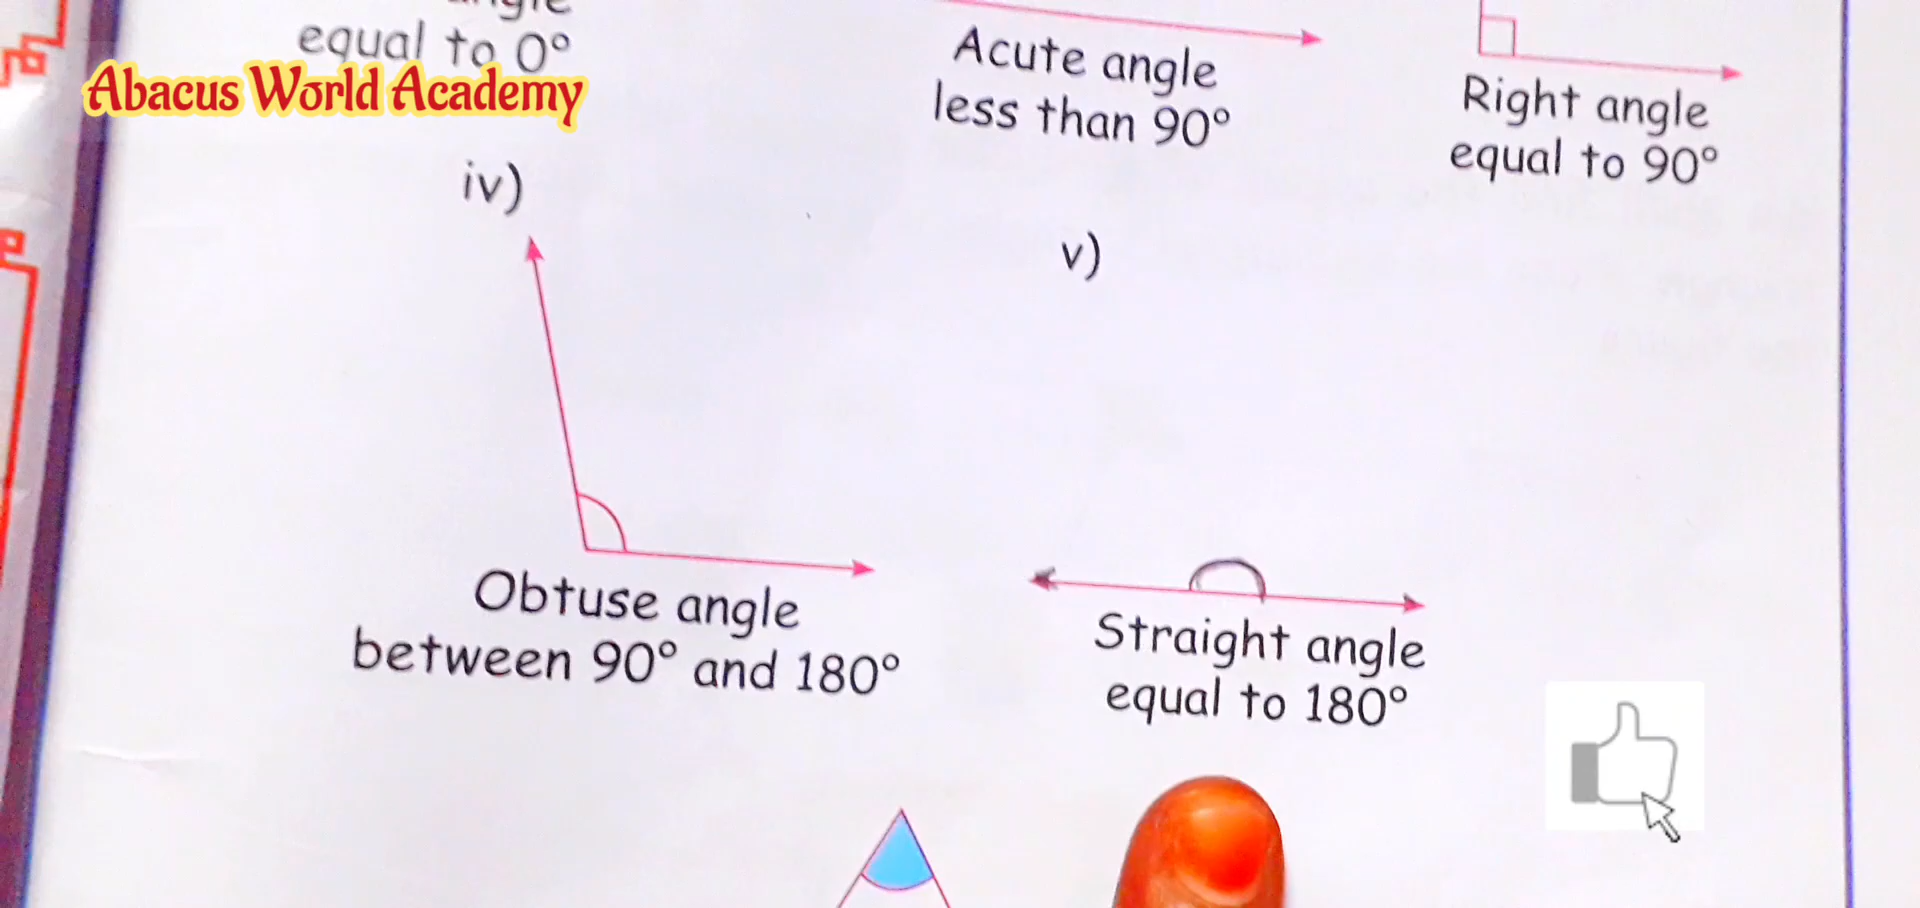 equal to 0°
Abacus World Academy
Acute angle
less than 90°
Right angle
equal to 90°
iv)
v)
Obtuse angle
between 90° and 180°
Straight angle
equal to 180°